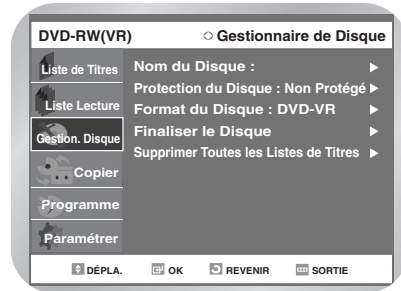 DVD-RW(VR) Gestionnaire de Disque
Liste de Titres
Liste Lecture
Gestion. Disque
Copier
Programme
Paramétrer
Nom du Disque :
Protection du Disque : Non Protégé
Format du Disque : DVD-VR
Finaliser le Disque
Supprimer Toutes les Listes de Titres
DÉPLA. OK REVENIR SORTIE